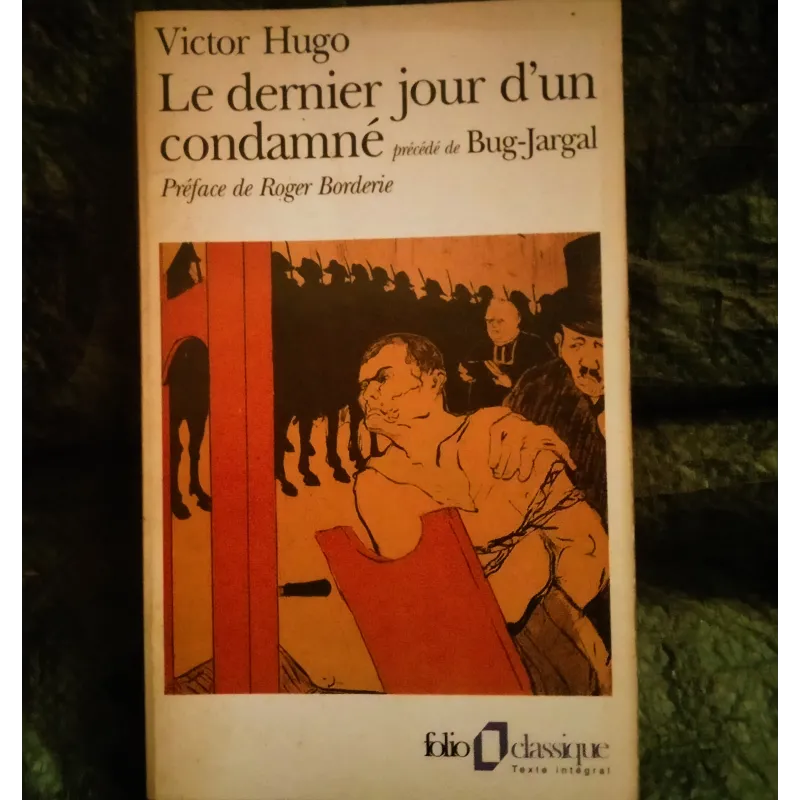 Victor Hugo
Le dernier jour d'un
condamné précédé de Bug-Jargal
Préface de Roger Borderie
folio classique
Texte intégral